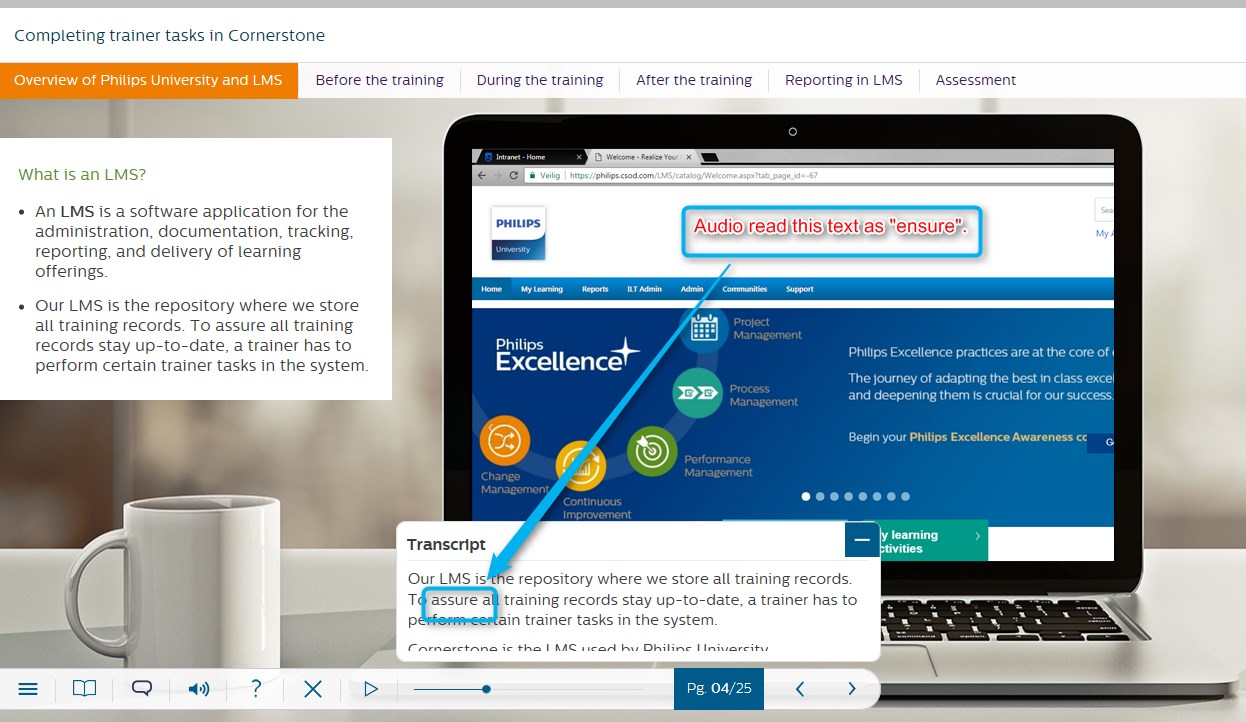 Completing trainer tasks in Cornerstone
Overview of Philips University and LMS
Before the training
During the training
After the training
Reporting in LMS
Assessment
What is an LMS?
• An LMS is a software application for the
administration, documentation, tracking,
reporting, and delivery of learning
offerings.
• Our LMS is the repository where we store
all training records. To assure all training
records stay up-to-date, a trainer has to
perform certain trainer tasks in the system.
Intranet - Home
Welcome - Realize Your
Veilig
https://philips.csod.com/LMS/catalog/Welcome.aspx?tab_page_id=-67
PHILIPS
University
Audio read this text as "ensure".
Sea
My A
Home
My Learning
Reports
ILT Admin
Admin
Communities
Support
Philips
Excellence
Project
Management
Process
Management
Performance
Management
Continuous
Improvement
Change
Management
Philips Excellence practices are at the core of
The journey of adapting the best in class excel
and deepening them is crucial for our success.
Begin your Philips Excellence Awareness co
G
y learning
ctivities
Transcript
Our LMS is the repository where we store all training records.
To assure all training records stay up-to-date, a trainer has to
perform certain trainer tasks in the system.
Cornerstone is the LMS used by Philips University
command
option
Pg. 04/25